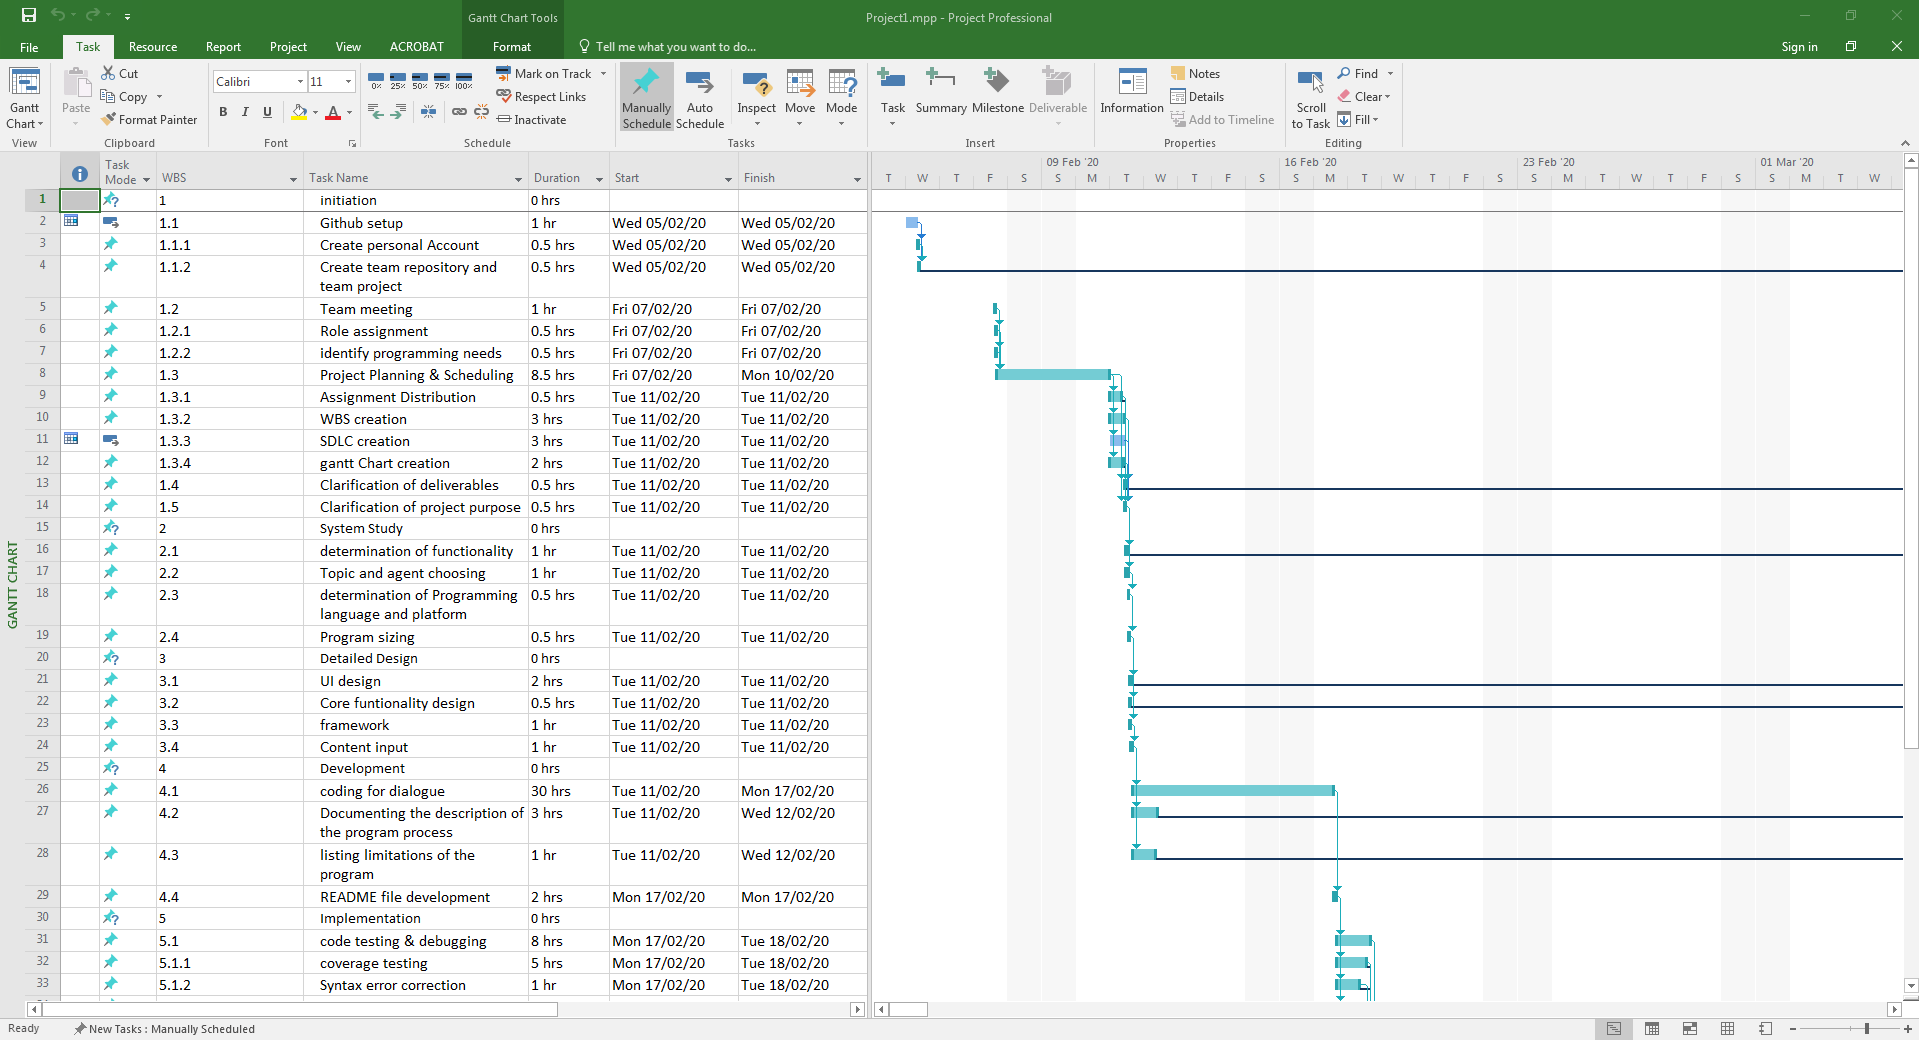 Gantt Chart Tools
Project1.mpp - Project Professional
File Task Resource Report Project View ACROBAT Format Tell me what you want to do... Sign in
Gantt Chart
View
Paste
Cut
Copy
Format Painter
Clipboard
Calibri 11
B I U A
Font
0% 25% 50% 75% 100%
Mark on Track
Respect Links
Inactivate
Schedule
Manually Schedule
Auto Schedule
Inspect
Move
Mode
Tasks
Task
Summary
Milestone
Deliverable
Insert
Information
Notes
Details
Add to Timeline
Properties
Scroll to Task
Find
Clear
Fill
Editing
GANTT CHART
Task Mode WBS Task Name Duration Start Finish
09 Feb '20 16 Feb '20 23 Feb '20 01 Mar '20
T W T F S S M T W T F S S M T W T F S S M T W T F S S M T W
1 1 initiation 0 hrs
2 1.1 Github setup 1 hr Wed 05/02/20 Wed 05/02/20
3 1.1.1 Create personal Account 0.5 hrs Wed 05/02/20 Wed 05/02/20
4 1.1.2 Create team repository and 0.5 hrs Wed 05/02/20 Wed 05/02/20
team project
5 1.2 Team meeting 1 hr Fri 07/02/20 Fri 07/02/20
6 1.2.1 Role assignment 0.5 hrs Fri 07/02/20 Fri 07/02/20
7 1.2.2 identify programming needs 0.5 hrs Fri 07/02/20 Fri 07/02/20
8 1.3 Project Planning & Scheduling 8.5 hrs Fri 07/02/20 Mon 10/02/20
9 1.3.1 Assignment Distribution 0.5 hrs Tue 11/02/20 Tue 11/02/20
10 1.3.2 WBS creation 3 hrs Tue 11/02/20 Tue 11/02/20
11 1.3.3 SDLC creation 3 hrs Tue 11/02/20 Tue 11/02/20
12 1.3.4 gantt Chart creation 2 hrs Tue 11/02/20 Tue 11/02/20
13 1.4 Clarification of deliverables 0.5 hrs Tue 11/02/20 Tue 11/02/20
14 1.5 Clarification of project purpose 0.5 hrs Tue 11/02/20 Tue 11/02/20
15 2 System Study 0 hrs
16 2.1 determination of functionality 1 hr Tue 11/02/20 Tue 11/02/20
17 2.2 Topic and agent choosing 1 hr Tue 11/02/20 Tue 11/02/20
18 2.3 determination of Programming 0.5 hrs Tue 11/02/20 Tue 11/02/20
language and platform
19 2.4 Program sizing 0.5 hrs Tue 11/02/20 Tue 11/02/20
20 3 Detailed Design 0 hrs
21 3.1 UI design 2 hrs Tue 11/02/20 Tue 11/02/20
22 3.2 Core funtionality design 0.5 hrs Tue 11/02/20 Tue 11/02/20
23 3.3 framework 1 hr Tue 11/02/20 Tue 11/02/20
24 3.4 Content input 1 hr Tue 11/02/20 Tue 11/02/20
25 4 Development 0 hrs
26 4.1 coding for dialogue 30 hrs Tue 11/02/20 Mon 17/02/20
27 4.2 Documenting the description of 3 hrs Tue 11/02/20 Wed 12/02/20
the program process
28 4.3 listing limitations of the 1 hr Tue 11/02/20 Wed 12/02/20
program
29 4.4 README file development 2 hrs Mon 17/02/20 Mon 17/02/20
30 5 Implementation 0 hrs
31 5.1 code testing & debugging 8 hrs Mon 17/02/20 Tue 18/02/20
32 5.1.1 coverage testing 5 hrs Mon 17/02/20 Tue 18/02/20
33 5.1.2 Syntax error correction 1 hr Mon 17/02/20 Tue 18/02/20
Ready New Tasks : Manually Scheduled